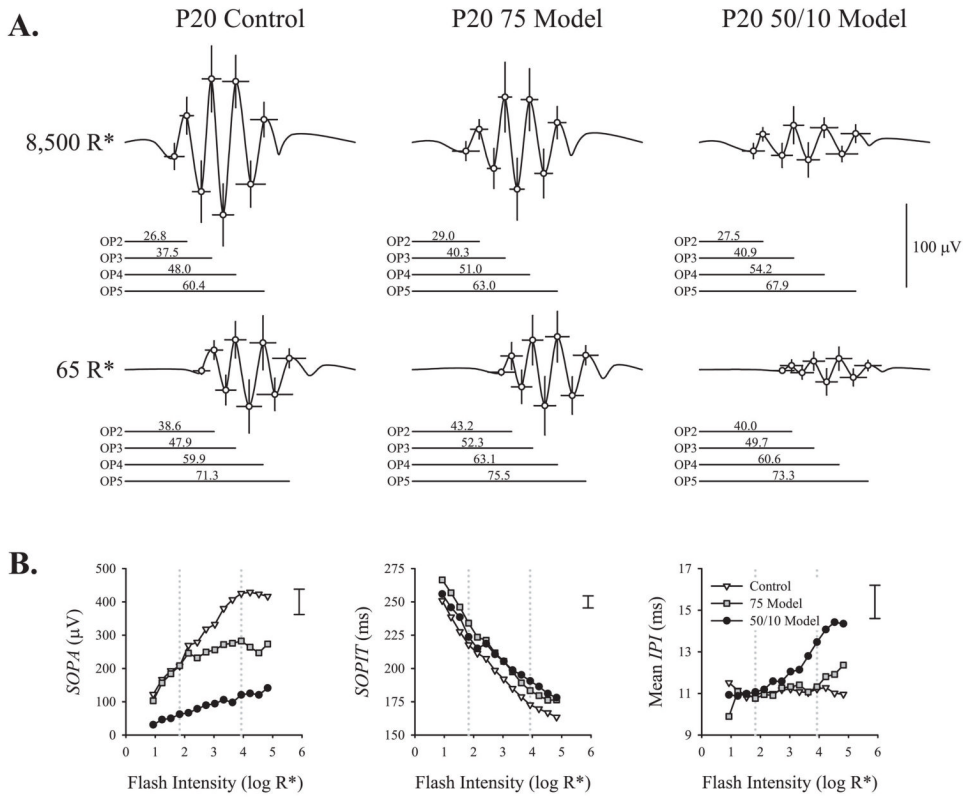 A.
P20 Control P20 75 Model P20 50/10 Model
8,500 R*
100 µV
OP2 26.8 OP2 29.0 OP2 27.5
OP3 37.5 OP3 40.3 OP3 40.9
OP4 48.0 OP4 51.0 OP4 54.2
OP5 60.4 OP5 63.0 OP5 67.9
65 R*
OP2 38.6 OP2 43.2 OP2 40.0
OP3 47.9 OP3 52.3 OP3 49.7
OP4 59.9 OP4 63.1 OP4 60.6
OP5 71.3 OP5 75.5 OP5 73.3
B.
SOPA (µV)
500
400
300
200
100
0
0 1 2 3 4 5 6
Flash Intensity (log R*)
SOPIT (ms)
275
250
225
200
175
150
0 1 2 3 4 5 6
Flash Intensity (log R*)
Mean IPI (ms)
17
15
13
11
9
Control
75 Model
50/10 Model
0 1 2 3 4 5 6
Flash Intensity (log R*)